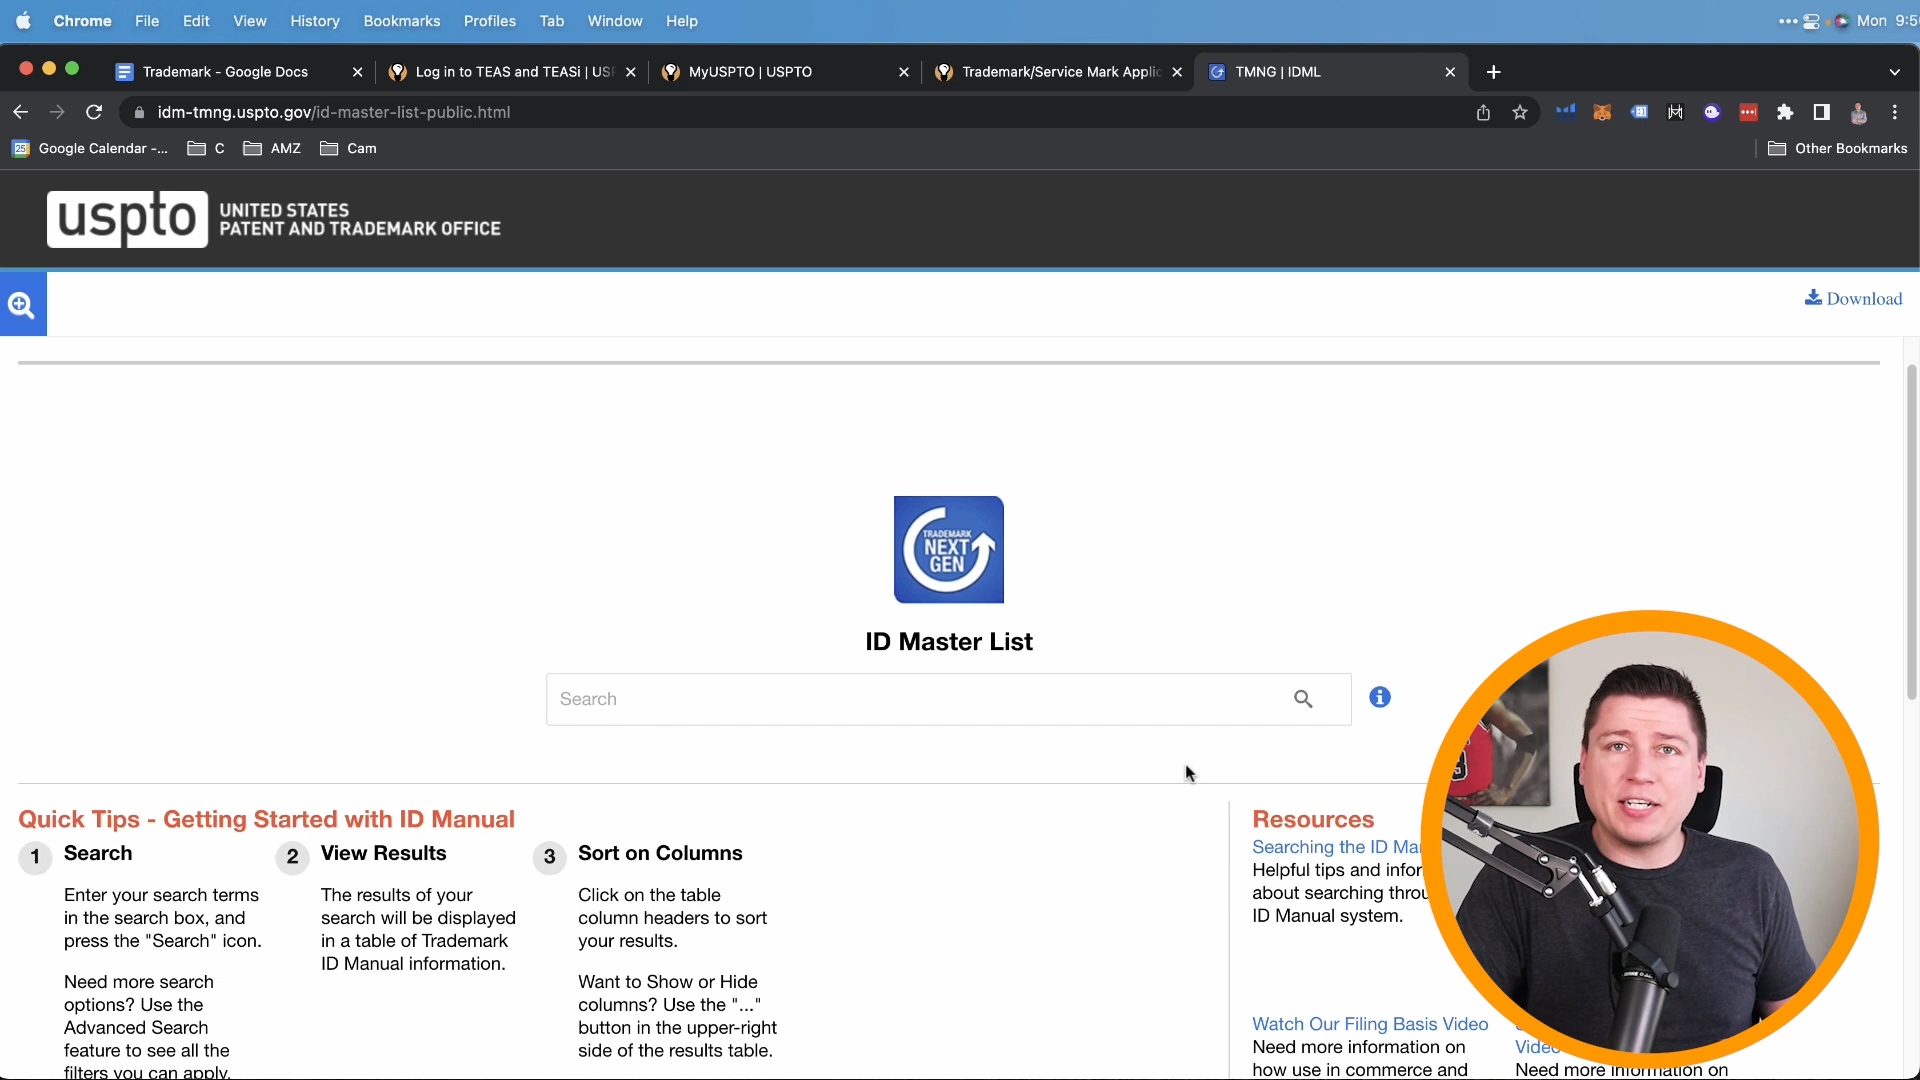 Chrome File Edit View History Bookmarks Profiles Tab Window Help Mon 9:5
Trademark - Google Docs Log in to TEAS and TEASi | US MyUSPTO | USPTO Trademark/Service Mark Applic TMNG | IDML
idm-tmng.uspto.gov/id-master-list-public.html
25 Google Calendar -... C AMZ Cam Other Bookmarks
uspto UNITED STATES
PATENT AND TRADEMARK OFFICE
Download
TRADEMARK
NEXT
GEN
ID Master List
Search
Quick Tips - Getting Started with ID Manual
1 Search
Enter your search terms
in the search box, and
press the "Search" icon.
Need more search
options? Use the
Advanced Search
feature to see all the
filters you can apply.
2 View Results
The results of your
search will be displayed
in a table of Trademark
ID Manual information.
3 Sort on Columns
Click on the table
column headers to sort
your results.
Want to Show or Hide
columns? Use the "..."
button in the upper-right
side of the results table.
Resources
Searching the ID Ma
Helpful tips and infor
about searching throu
ID Manual system.
Watch Our Filing Basis Video
Need more information on
how use in commerce and
Video
Need more information on